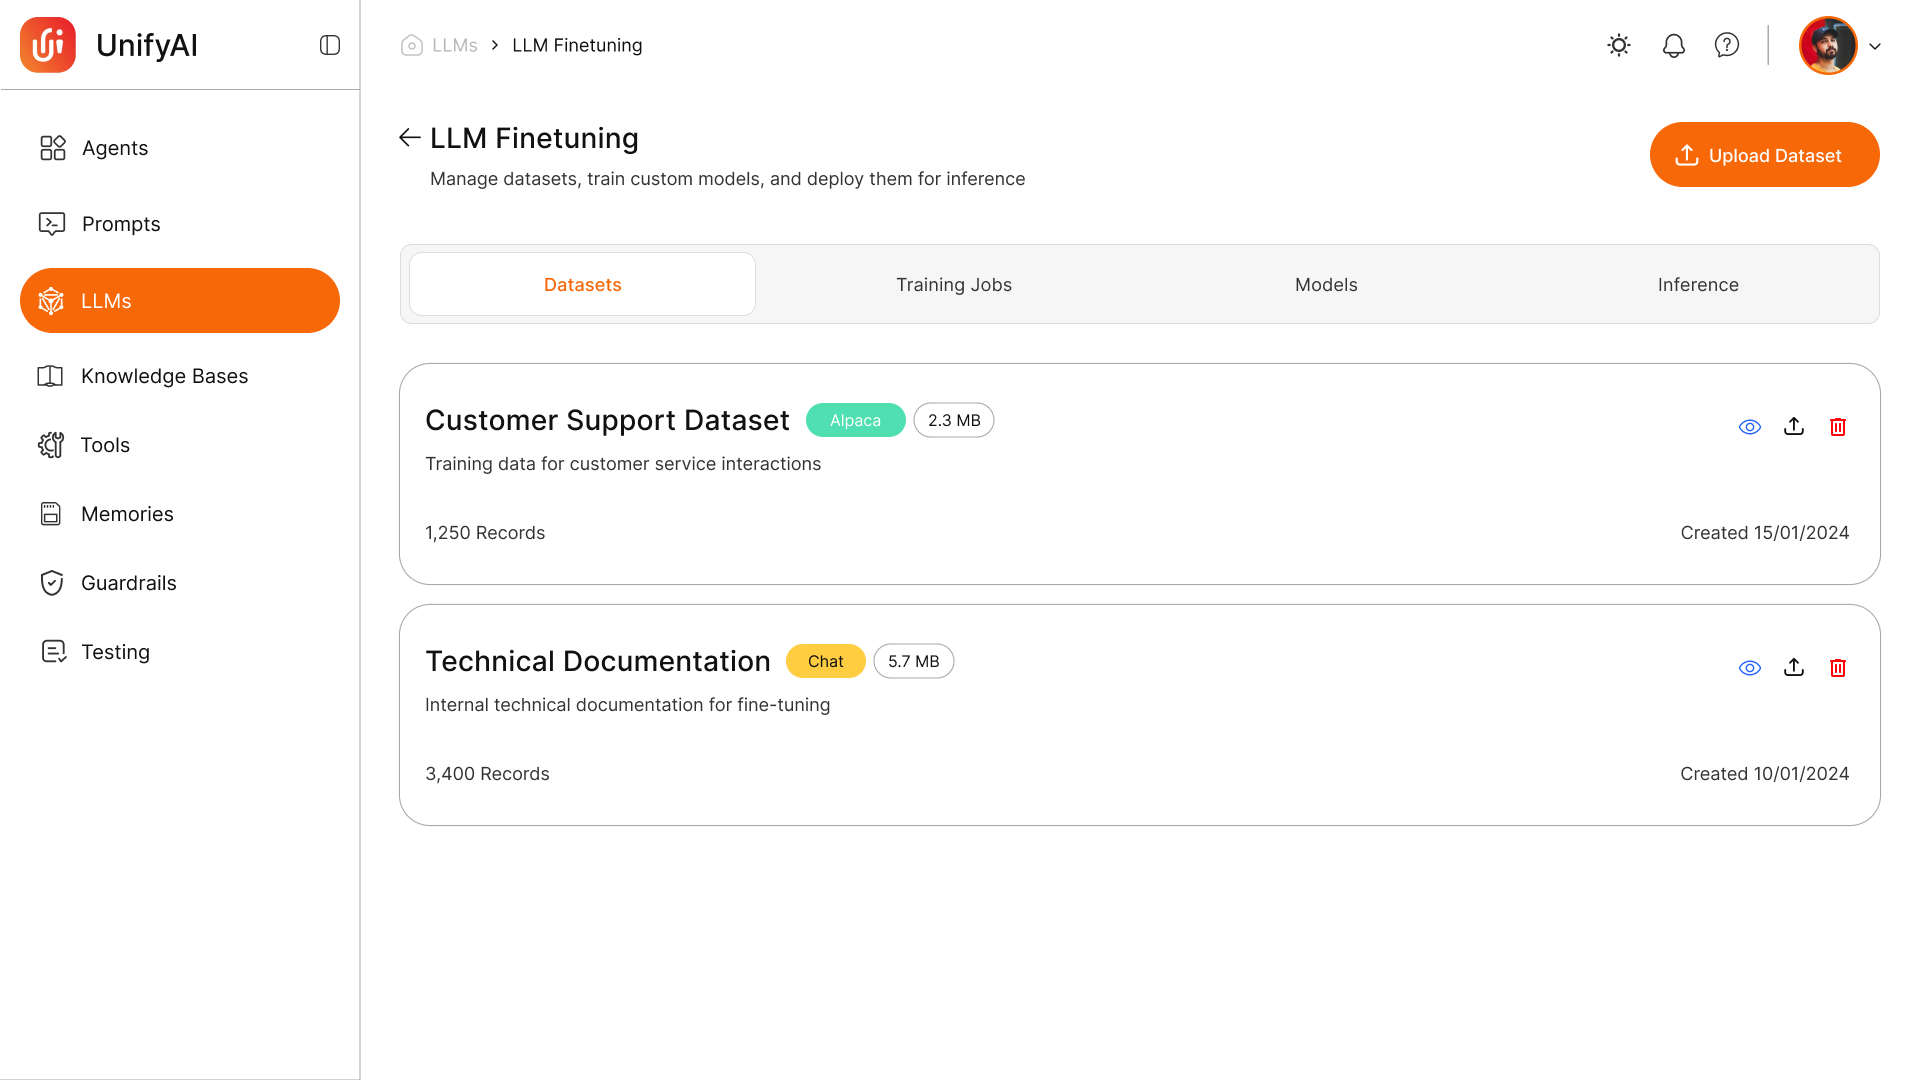 UnifyAI
LLMs > LLM Finetuning
Agents
Prompts
LLMs
Knowledge Bases
Tools
Memories
Guardrails
Testing
LLM Finetuning
Manage datasets, train custom models, and deploy them for inference
Upload Dataset
Datasets
Training Jobs
Models
Inference
Customer Support Dataset Alpaca 2.3 MB
Training data for customer service interactions
1,250 Records
Created 15/01/2024
Technical Documentation Chat 5.7 MB
Internal technical documentation for fine-tuning
3,400 Records
Created 10/01/2024